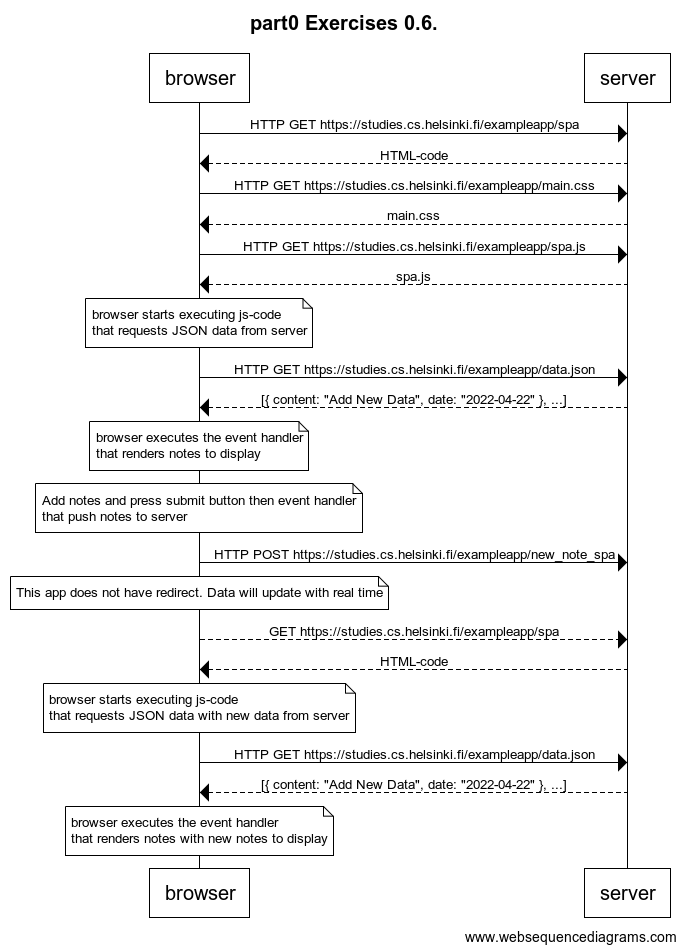 part0 Exercises 0.6.
browser
server
HTTP GET https://studies.cs.helsinki.fi/exampleapp/spa
HTML-code
HTTP GET https://studies.cs.helsinki.fi/exampleapp/main.css
main.css
HTTP GET https://studies.cs.helsinki.fi/exampleapp/spa.js
spa.js
browser starts executing js-code
that requests JSON data from server
HTTP GET https://studies.cs.helsinki.fi/exampleapp/data.json
[{ content: "Add New Data", date: "2022-04-22" }, ...]
browser executes the event handler
that renders notes to display
Add notes and press submit button then event handler
that push notes to server
HTTP POST https://studies.cs.helsinki.fi/exampleapp/new_note_spa
This app does not have redirect. Data will update with real time
GET https://studies.cs.helsinki.fi/exampleapp/spa
HTML-code
browser starts executing js-code
that requests JSON data with new data from server
HTTP GET https://studies.cs.helsinki.fi/exampleapp/data.json
[{ content: "Add New Data", date: "2022-04-22" }, ...]
browser executes the event handler
that renders notes with new notes to display
browser
server
www.websequencediagrams.com